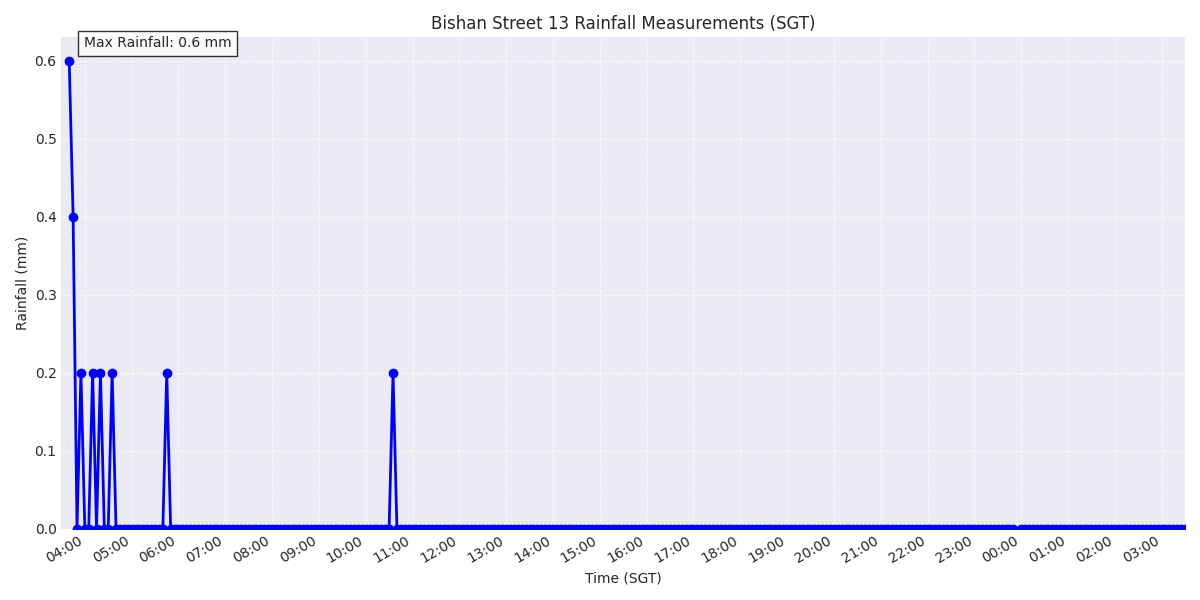 Bishan Street 13 Rainfall Measurements (SGT)
Max Rainfall: 0.6 mm
0.6
0.5
0.4
0.3
0.2
0.1
0.0
Rainfall (mm)
04:00 05:00 06:00 07:00 08:00 09:00 10:00 11:00 12:00 13:00 14:00 15:00 16:00 17:00 18:00 19:00 20:00 21:00 22:00 23:00 00:00 01:00 02:00 03:00
Time (SGT)